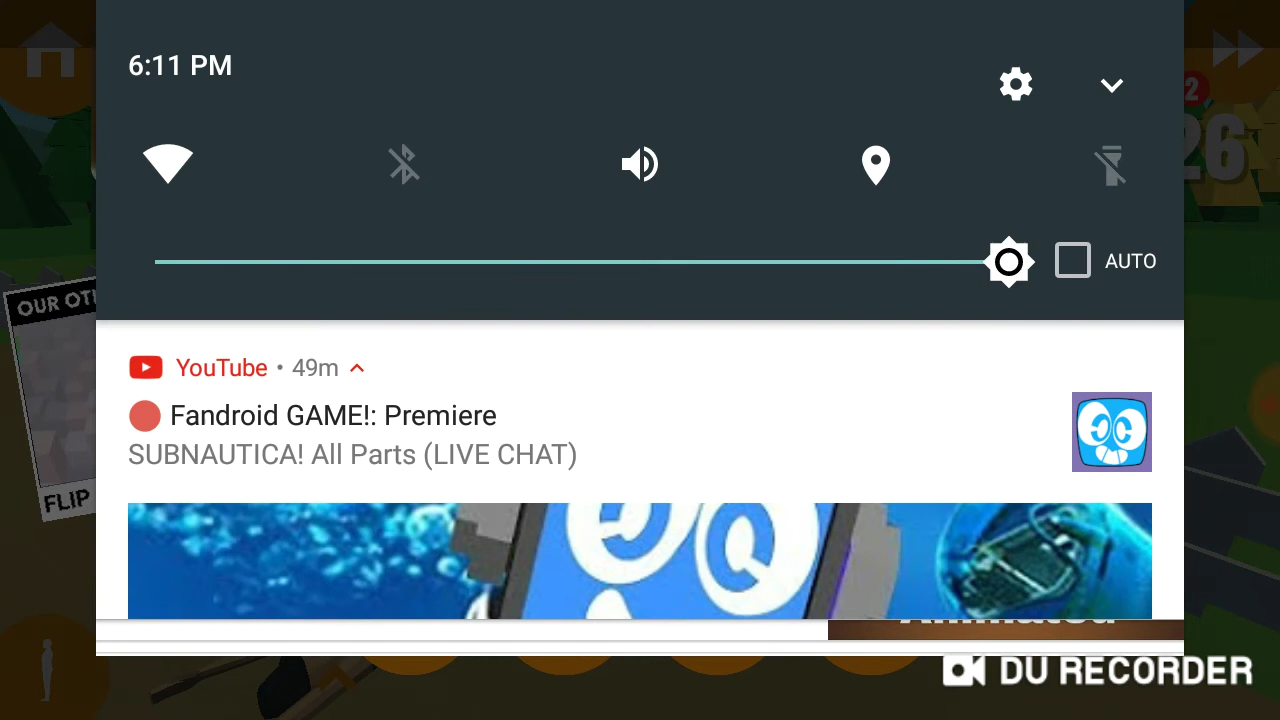 6:11 PM
2
26
AUTO
OUR OT
YouTube • 49m
Fandroid GAME!: Premiere
SUBNAUTICA! All Parts (LIVE CHAT)
FLIP
DU RECORDER